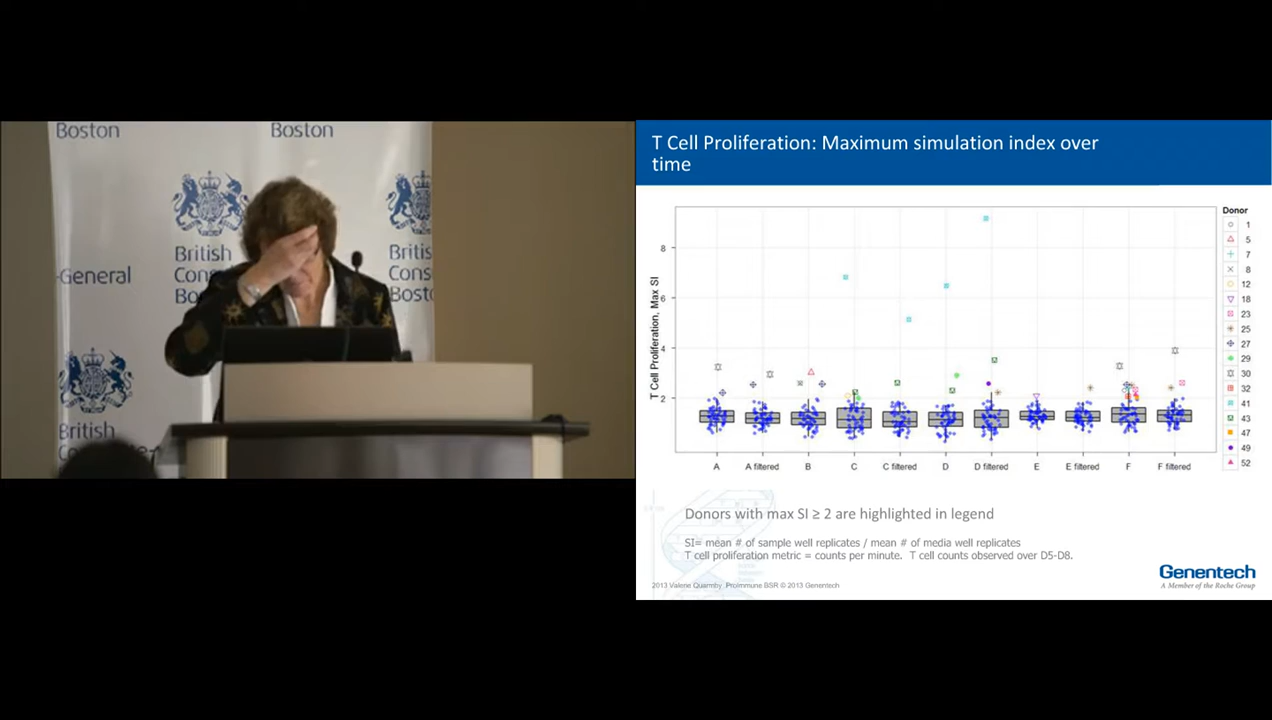 Boston
Boston
British
Cons
Bo
British
Con
Bosto
-General
British
T Cell Proliferation: Maximum simulation index over
time
T Cell Proliferation, Max SI
8
6
4
2
A
A filtered
B
C
C filtered
D
D filtered
E
E filtered
F
F filtered
Donor
1
5
7
8
12
18
23
25
27
29
30
32
41
43
47
49
52
Donors with max SI ≥ 2 are highlighted in legend
SI= mean # of sample well replicates / mean # of media well replicates
T cell proliferation metric = counts per minute. T cell counts observed over D5-D8.
2013 Valerie Quarmby. Proimmune BSR © 2013 Genentech
Genentech
A Member of the Roche Group